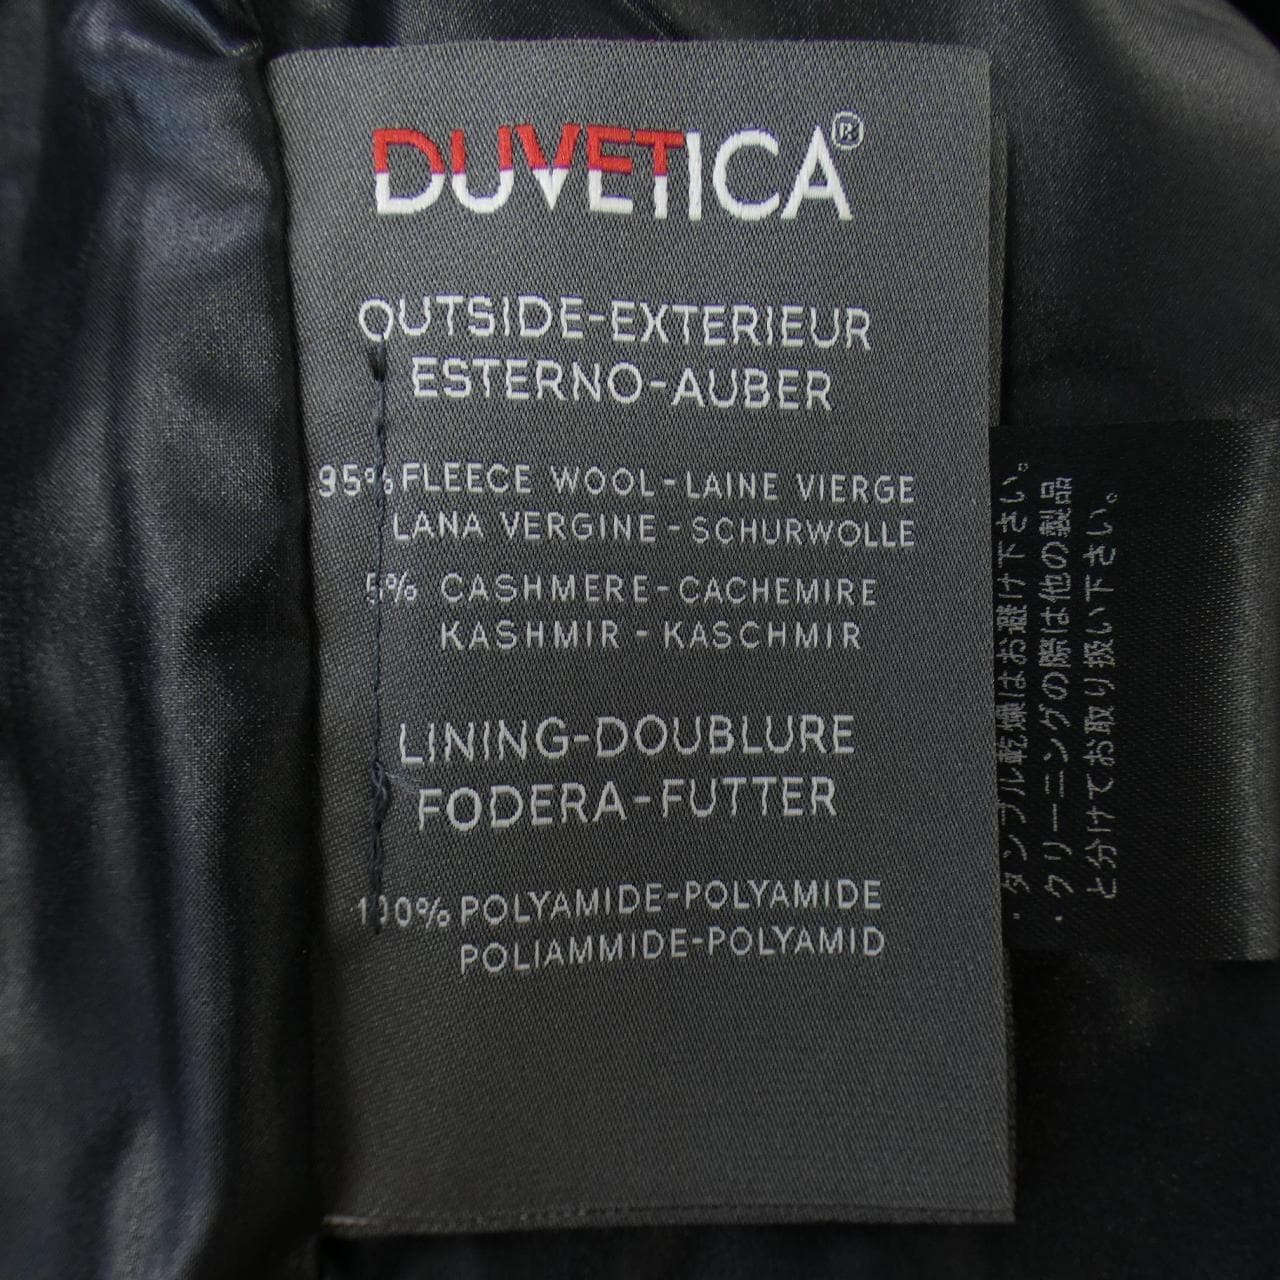 DUVETICA®
OUTSIDE-EXTERIEUR
ESTERNO-AUBER
95% FLEECE WOOL-LAINE VIERGE
LANA VERGINE-SCHURWOLLE
5% CASHMERE-CACHEMIRE
KASHMIR-KASCHMIR
LINING-DOUBLURE
FODERA-FUTTER
100% POLYAMIDE-POLYAMIDE
POLIAMMIDE-POLYAMID
・タンブル乾燥はお避け下さい。
・クリーニングの際は他の製品
と分けてお取り扱い下さい。